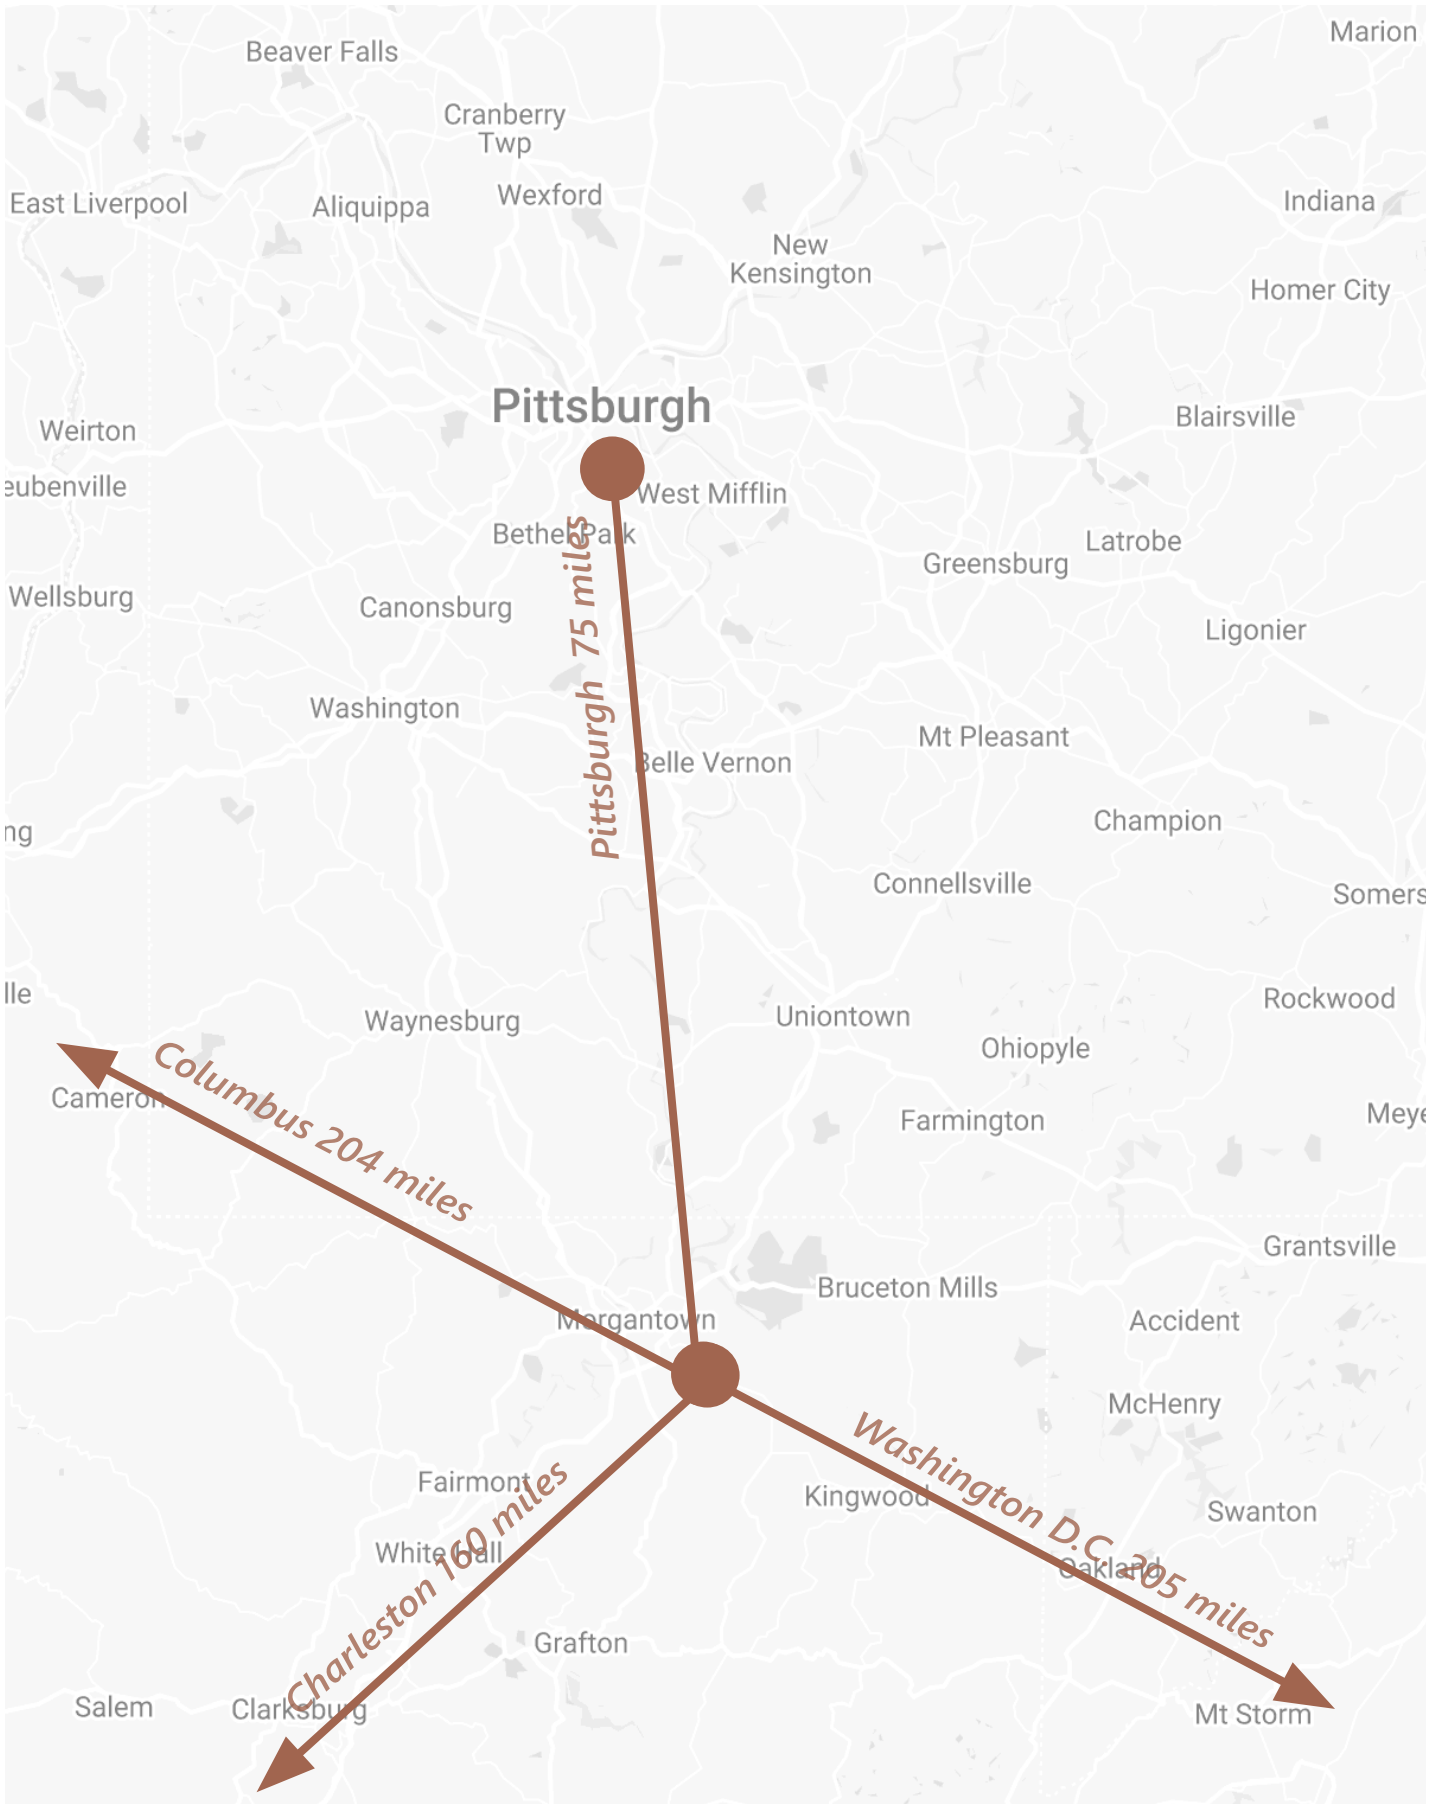 Marion
Beaver Falls
Cranberry
Twp
Wexford
East Liverpool
Aliquippa
Indiana
New
Kensington
Homer City
Pittsburgh
Blairsville
Weirton
eubenville
West Mifflin
Bethel Park
Latrobe
Greensburg
Wellsburg
Canonsburg
Ligonier
Pittsburgh 75 miles
Washington
Mt Pleasant
Belle Vernon
Champion
ng
Connellsville
Somers
lle
Rockwood
Uniontown
Waynesburg
Ohiopyle
Columbus 204 miles
Cameron
Farmington
Meye
Grantsville
Bruceton Mills
Morgantown
Accident
McHenry
Fairmont
Kingwood
Washington D.C. 205 miles
Swanton
White Hall
Oakland
Charleston 160 miles
Grafton
Salem
Clarksburg
Mt Storm